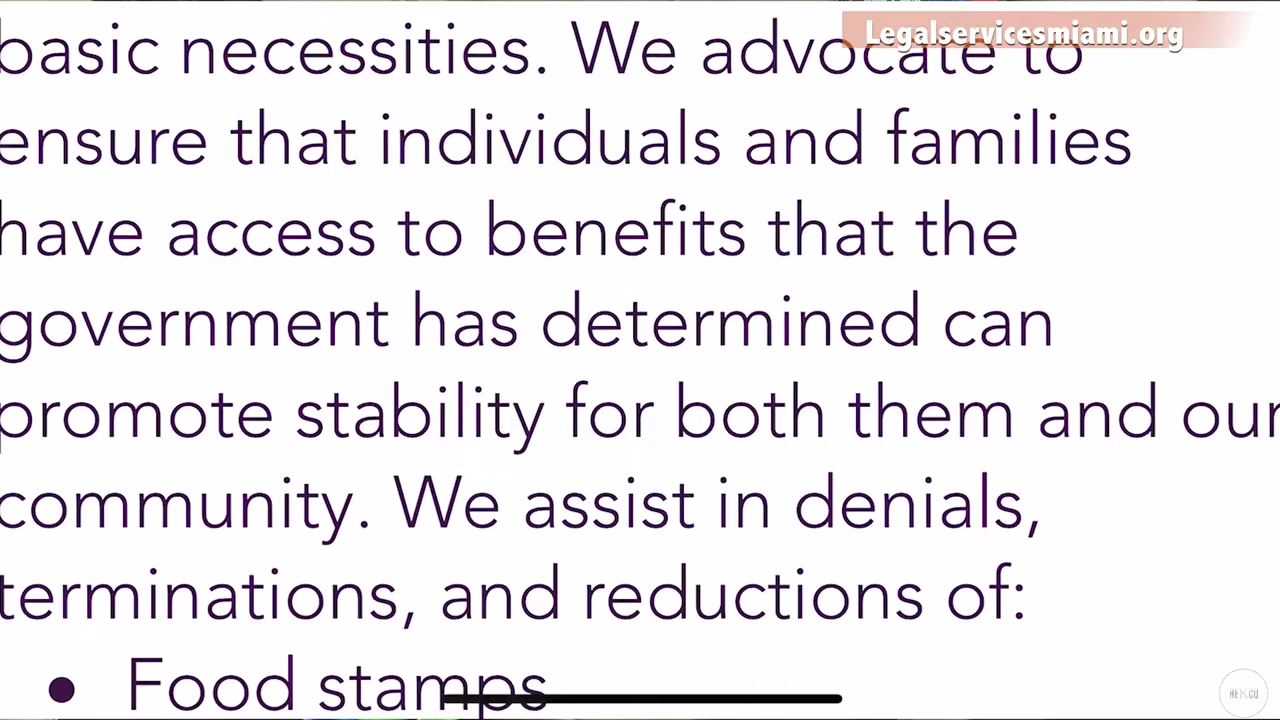 Legalservicesmiami.org
basic necessities. We advocate to
ensure that individuals and families
have access to benefits that the
government has determined can
promote stability for both them and our
community. We assist in denials,
terminations, and reductions of:
• Food stamps